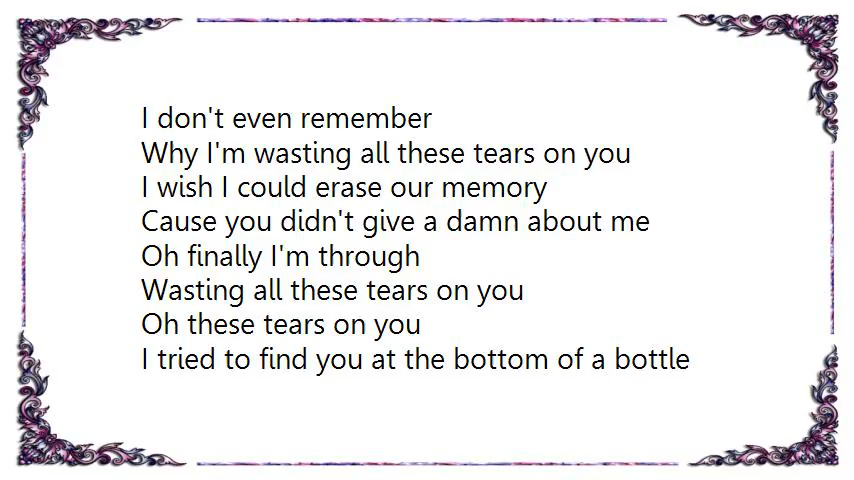 I don't even remember
Why I'm wasting all these tears on you
I wish I could erase our memory
Cause you didn't give a damn about me
Oh finally I'm through
Wasting all these tears on you
Oh these tears on you
I tried to find you at the bottom of a bottle